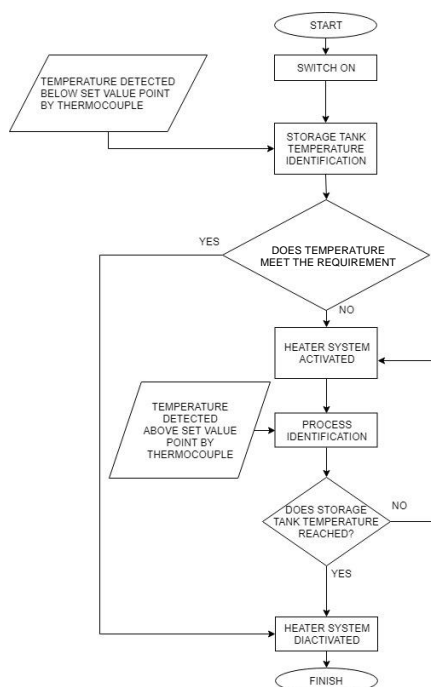 START
SWITCH ON
TEMPERATURE DETECTED
BELOW SET VALUE POINT
BY THERMOCOUPLE
STORAGE TANK
TEMPERATURE
IDENTIFICATION
YES
DOES TEMPERATURE
MEET THE REQUIREMENT
NO
HEATER SYSTEM
ACTIVATED
TEMPERATURE
DETECTED
ABOVE SET VALUE
POINT BY
THERMOCOUPLE
PROCESS
IDENTIFICATION
DOES STORAGE
TANK TEMPERATURE
REACHED?
NO
YES
HEATER SYSTEM
DIACTIVATED
FINISH